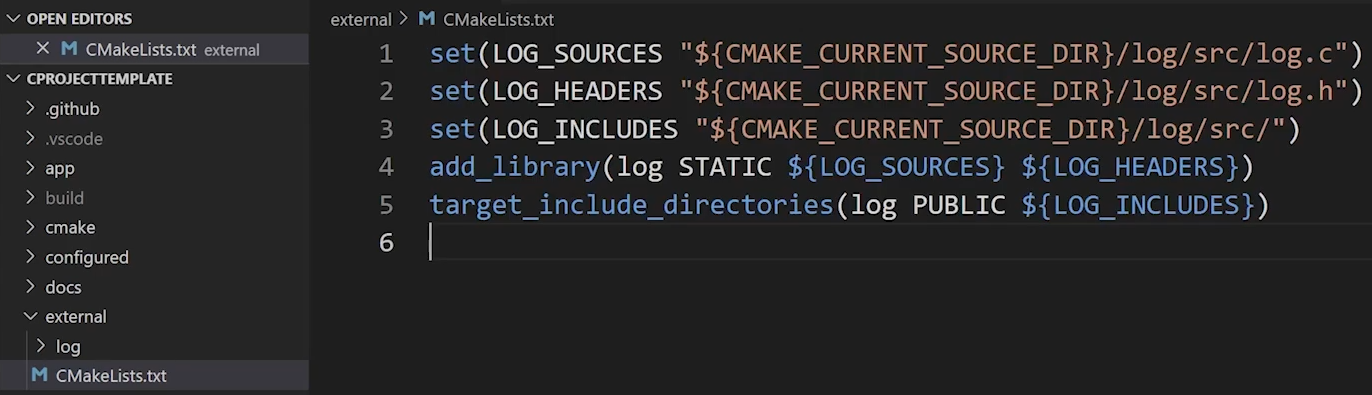 OPEN EDITORS
CMakeLists.txt external
CPROJECTTEMPLATE
.github
.vscode
app
build
cmake
configured
docs
external
log
CMakeLists.txt
external > CMakeLists.txt
1 set(LOG_SOURCES "${CMAKE_CURRENT_SOURCE_DIR}/log/src/log.c")
2 set(LOG_HEADERS "${CMAKE_CURRENT_SOURCE_DIR}/log/src/log.h")
3 set(LOG_INCLUDES "${CMAKE_CURRENT_SOURCE_DIR}/log/src/")
4 add_library(log STATIC ${LOG_SOURCES} ${LOG_HEADERS})
5 target_include_directories(log PUBLIC ${LOG_INCLUDES})
6